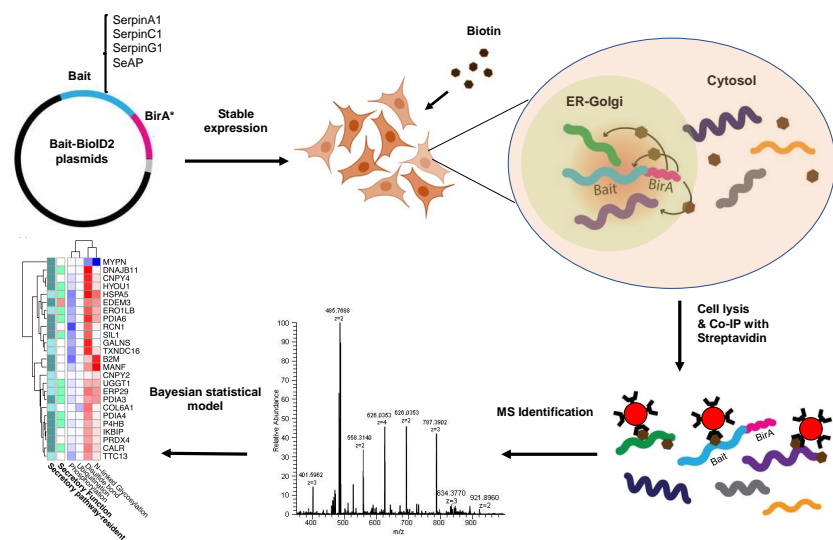 SerpinA1
SerpinC1
SerpinG1
SeAP
Bait
BirA*
Bait-BioID2
plasmids
Stable
expression
Biotin
ER-Golgi
Cytosol
Bait
BirA
Cell lysis
& Co-IP with
Streptavidin
Bait
BirA
MS Identification
485.7688
z=2
626.0353
z=4
626.0353
z=2
787.3902
z=3
558.3140
z=2
401.5962
z=3
834.3770
z=3
921.8960
z=2
Relative Abundance
100
90
80
70
60
50
40
30
20
10
0
400
500
600
700
800
900
m/z
Bayesian statistical
model
MYPN
DNAJB11
CNPY4
HYOU1
HSPA5
EDEM3
ERO1LB
PDIA6
RCN1
SIL1
GALNS
TXNDC16
B2M
MANF
CNPY2
UGGT1
ERP29
PDIA3
COL6A1
PDIA4
P4HB
IKBIP
PRDX4
CALR
TTC13
N-linked Glycosylation
Disulfide bond
Ubiquitination
Phosphorylation
Secretory Function
Secretory pathway-resident